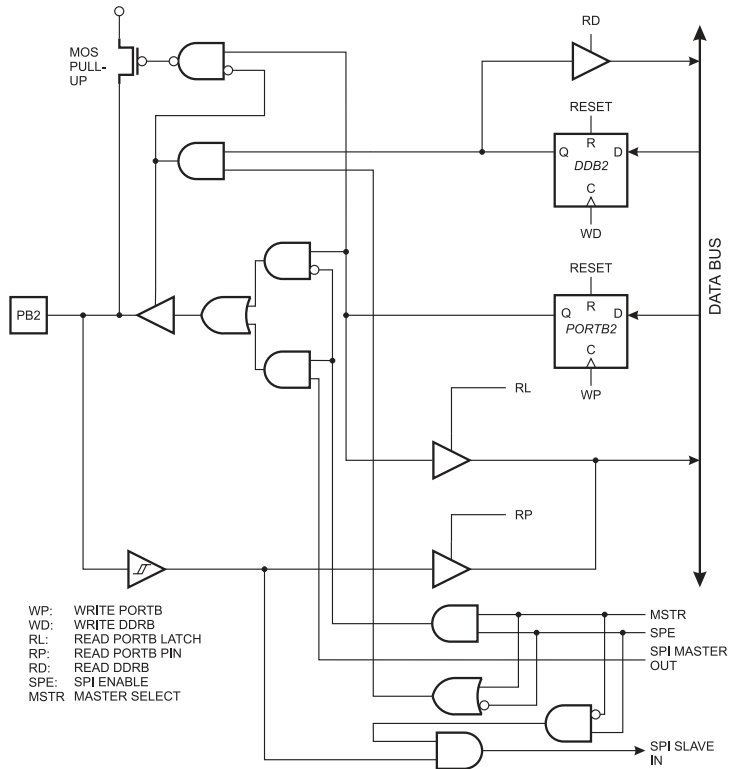 RD
MOS
PULL-
UP
RESET
R
Q
D
DDB2
C
WD
RESET
R
Q
D
PORTB2
C
WP
DATA BUS
PB2
RL
RP
WP: WRITE PORTB
WD: WRITE DDRB
RL: READ PORTB LATCH
RP: READ PORTB PIN
RD: READ DDRB
SPE: SPI ENABLE
MSTR MASTER SELECT
MSTR
SPE
SPI MASTER
OUT
SPI SLAVE
IN